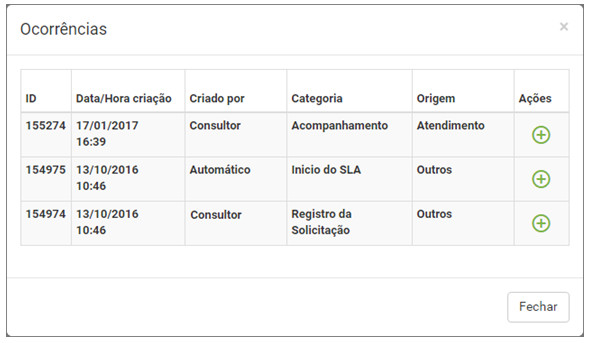 Ocorrências ×
ID Data/Hora criação Criado por Categoria Origem Ações
155274 17/01/2017 Consultor Acompanhamento Atendimento
16:39
154975 13/10/2016 Automático Inicio do SLA Outros
10:46
154974 13/10/2016 Consultor Registro da Outros
10:46 Solicitação
Fechar